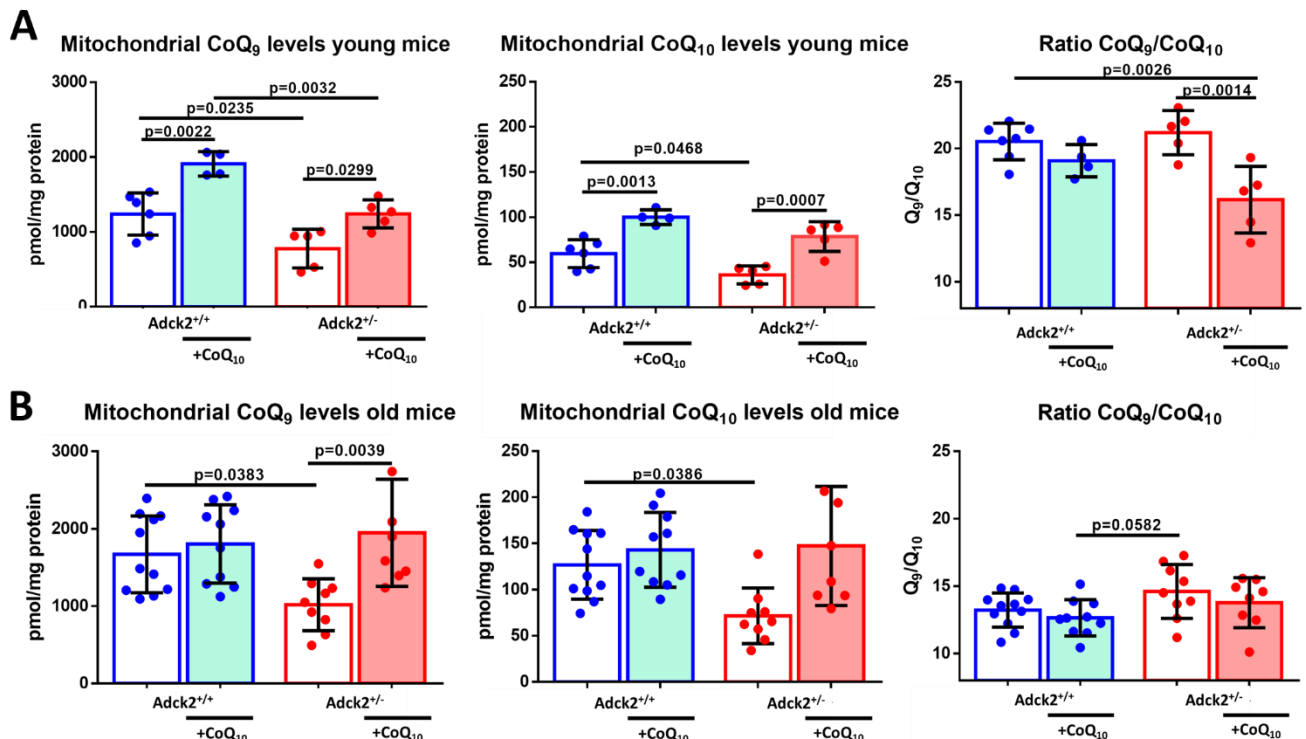 A
Mitochondrial CoQ₉ levels young mice
pmol/mg protein
3000
2000
1000
0
p=0.0032
p=0.0235
p=0.0022
p=0.0299
Adck2⁺/⁺
Adck2⁺/⁻
+CoQ₁₀
+CoQ₁₀
Mitochondrial CoQ₁₀ levels young mice
pmol/mg protein
250
200
150
100
50
0
p=0.0468
p=0.0013
p=0.0007
Adck2⁺/⁺
Adck2⁺/⁻
+CoQ₁₀
+CoQ₁₀
Ratio CoQ₉/CoQ₁₀
Q₉/Q₁₀
25
20
15
10
p=0.0026
p=0.0014
Adck2⁺/⁺
Adck2⁺/⁻
+CoQ₁₀
+CoQ₁₀
B
Mitochondrial CoQ₉ levels old mice
pmol/mg protein
3000
2000
1000
0
p=0.0039
p=0.0383
Adck2⁺/⁺
Adck2⁺/⁻
+CoQ₁₀
+CoQ₁₀
Mitochondrial CoQ₁₀ levels old mice
pmol/mg protein
250
200
150
100
50
0
p=0.0386
Adck2⁺/⁺
Adck2⁺/⁻
+CoQ₁₀
+CoQ₁₀
Ratio CoQ₉/CoQ₁₀
Q₉/Q₁₀
25
20
15
10
p=0.0582
Adck2⁺/⁺
Adck2⁺/⁻
+CoQ₁₀
+CoQ₁₀